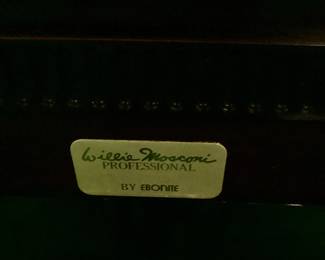 Willie Mosconi
PROFESSIONAL
BY EBONITE